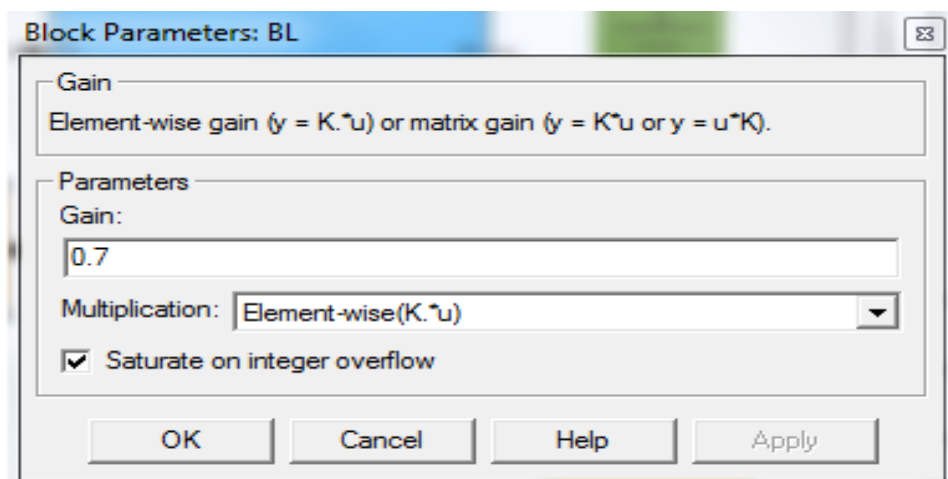 Block Parameters: BL
Gain
Element-wise gain (y = K.*u) or matrix gain (y = K*u or y = u*K).
Parameters
Gain:
0.7
Multiplication: Element-wise(K.*u)
Saturate on integer overflow
OK Cancel Help Apply